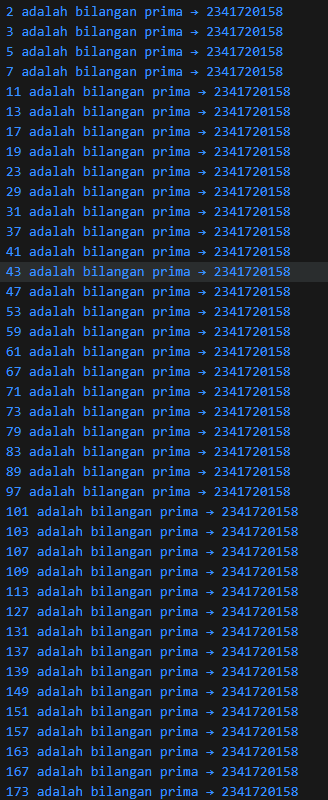 2 adalah bilangan prima → 2341720158
3 adalah bilangan prima → 2341720158
5 adalah bilangan prima → 2341720158
7 adalah bilangan prima → 2341720158
11 adalah bilangan prima → 2341720158
13 adalah bilangan prima → 2341720158
17 adalah bilangan prima → 2341720158
19 adalah bilangan prima → 2341720158
23 adalah bilangan prima → 2341720158
29 adalah bilangan prima → 2341720158
31 adalah bilangan prima → 2341720158
37 adalah bilangan prima → 2341720158
41 adalah bilangan prima → 2341720158
43 adalah bilangan prima → 2341720158
47 adalah bilangan prima → 2341720158
53 adalah bilangan prima → 2341720158
59 adalah bilangan prima → 2341720158
61 adalah bilangan prima → 2341720158
67 adalah bilangan prima → 2341720158
71 adalah bilangan prima → 2341720158
73 adalah bilangan prima → 2341720158
79 adalah bilangan prima → 2341720158
83 adalah bilangan prima → 2341720158
89 adalah bilangan prima → 2341720158
97 adalah bilangan prima → 2341720158
101 adalah bilangan prima → 2341720158
103 adalah bilangan prima → 2341720158
107 adalah bilangan prima → 2341720158
109 adalah bilangan prima → 2341720158
113 adalah bilangan prima → 2341720158
127 adalah bilangan prima → 2341720158
131 adalah bilangan prima → 2341720158
137 adalah bilangan prima → 2341720158
139 adalah bilangan prima → 2341720158
149 adalah bilangan prima → 2341720158
151 adalah bilangan prima → 2341720158
157 adalah bilangan prima → 2341720158
163 adalah bilangan prima → 2341720158
167 adalah bilangan prima → 2341720158
173 adalah bilangan prima → 2341720158